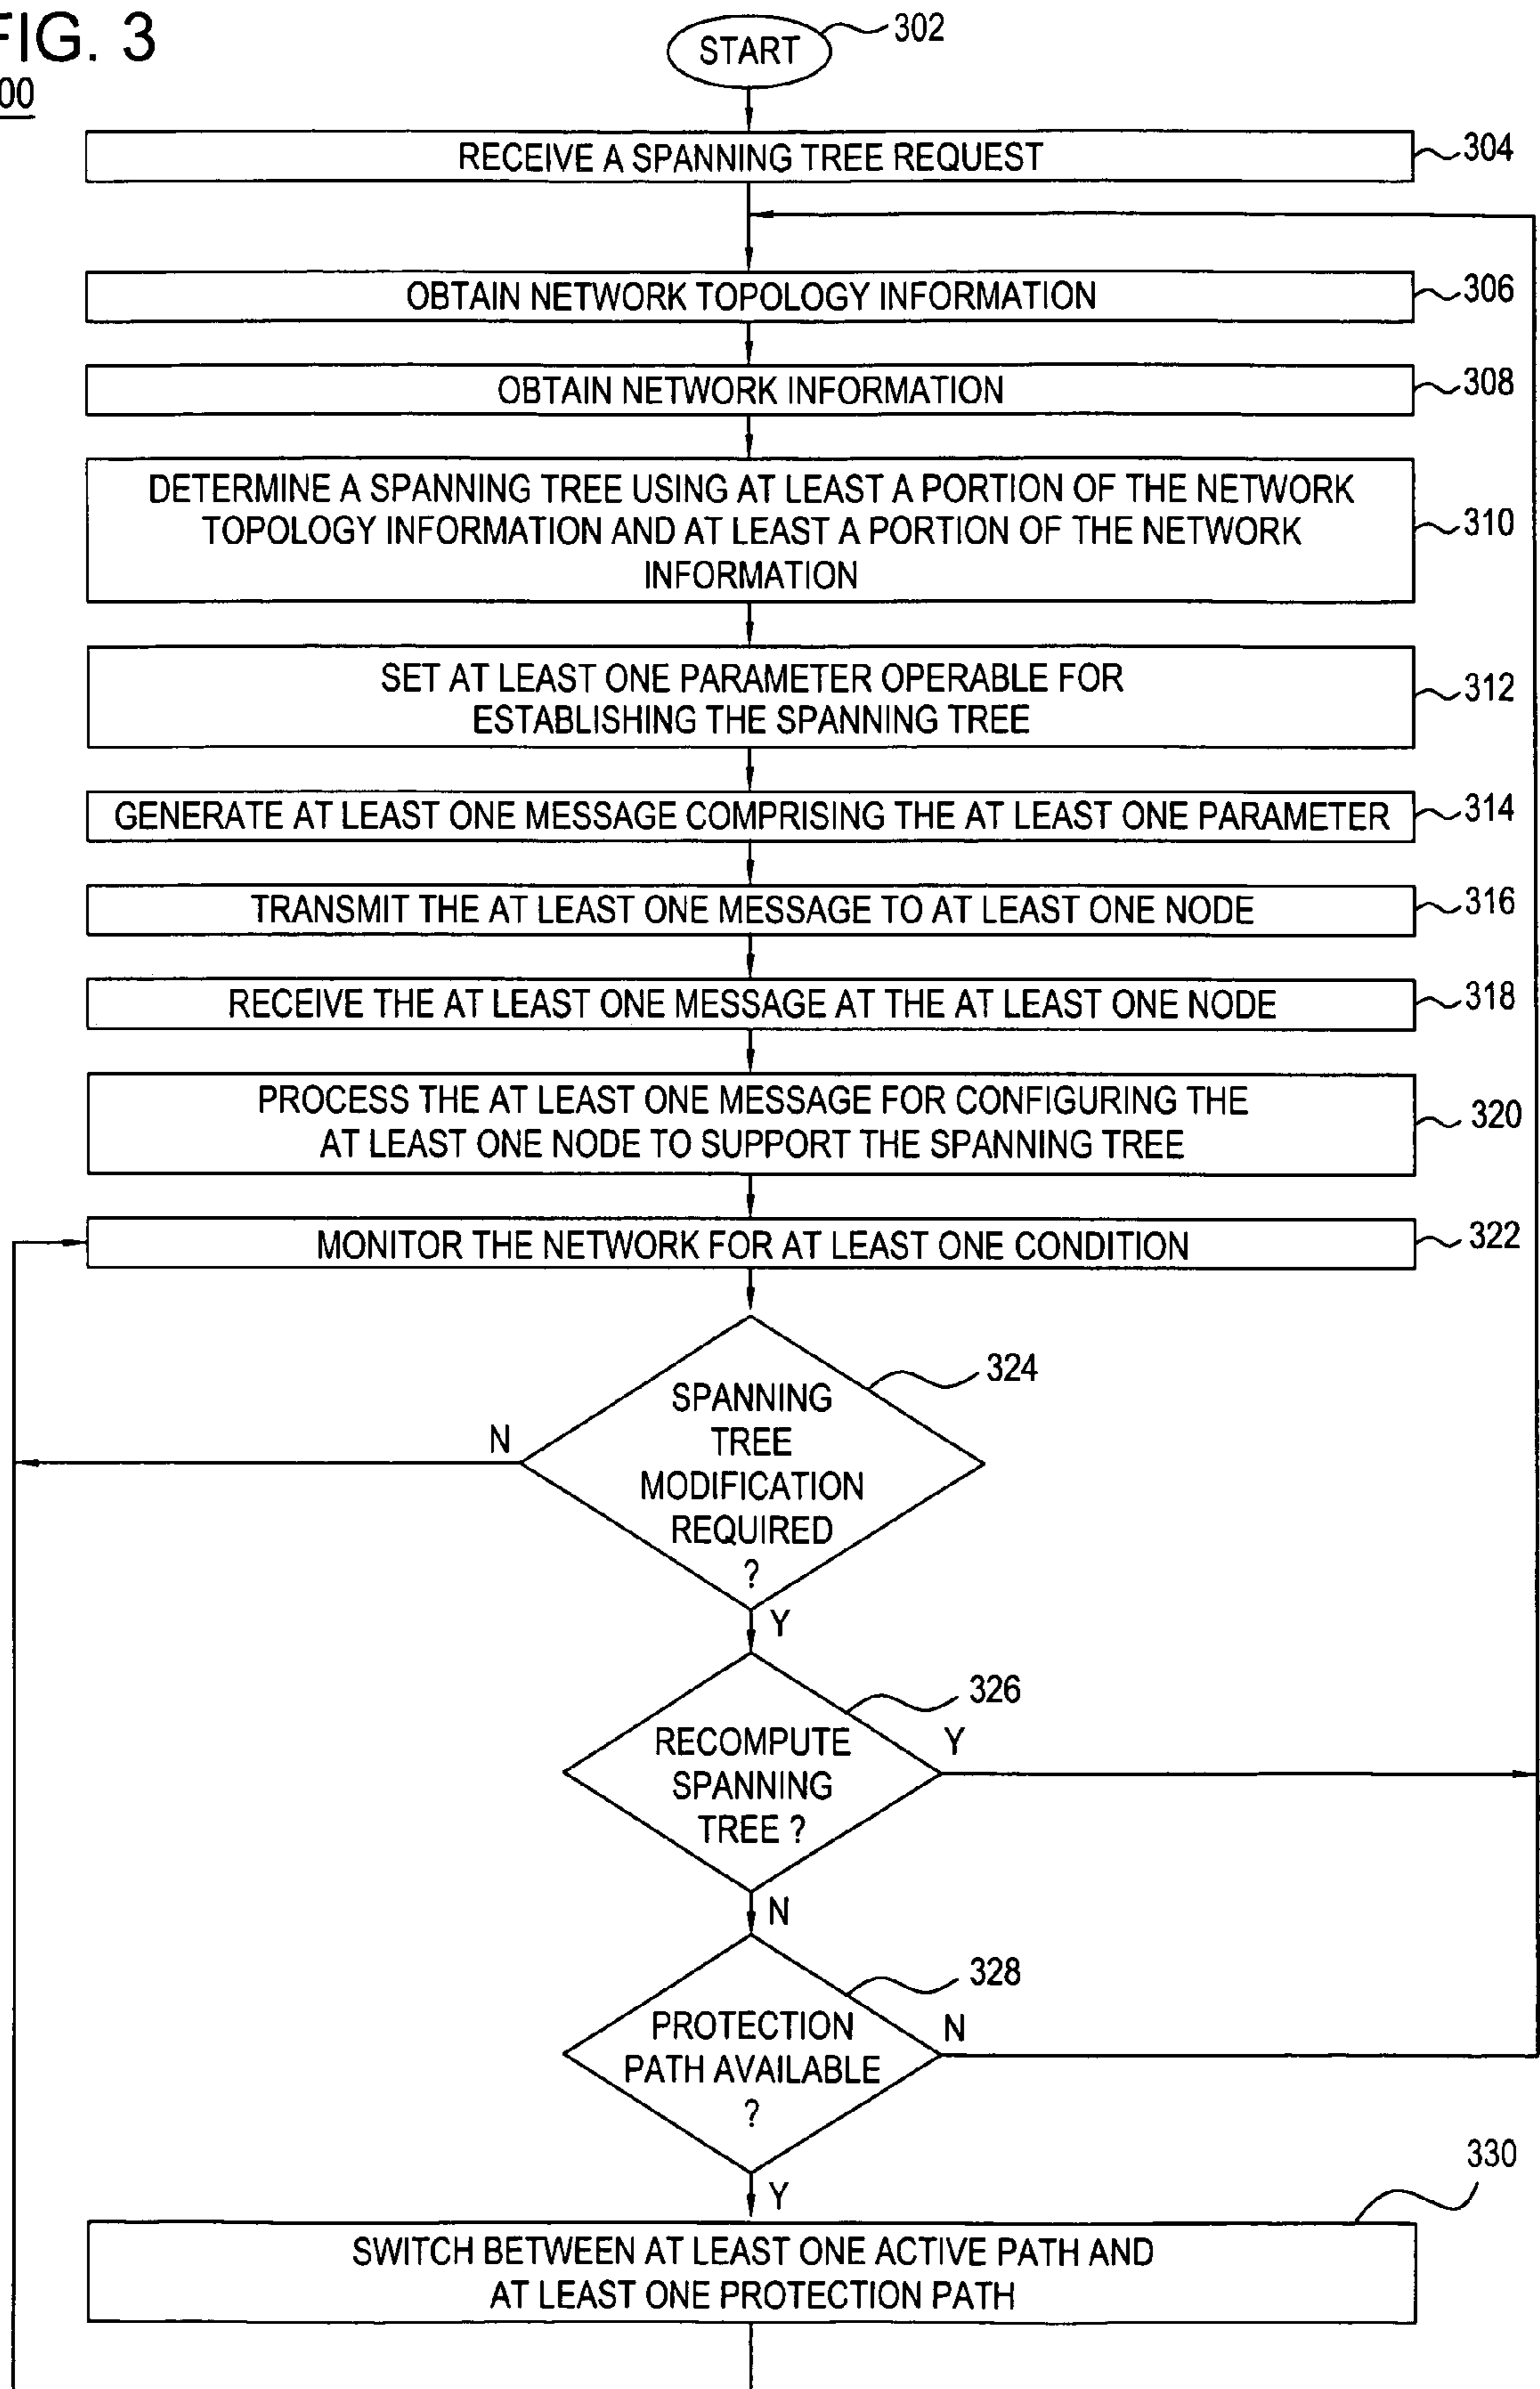 FIG. 3
00
START
302
RECEIVE A SPANNING TREE REQUEST
304
OBTAIN NETWORK TOPOLOGY INFORMATION
306
OBTAIN NETWORK INFORMATION
308
DETERMINE A SPANNING TREE USING AT LEAST A PORTION OF THE NETWORK
TOPOLOGY INFORMATION AND AT LEAST A PORTION OF THE NETWORK
INFORMATION
310
SET AT LEAST ONE PARAMETER OPERABLE FOR
ESTABLISHING THE SPANNING TREE
312
GENERATE AT LEAST ONE MESSAGE COMPRISING THE AT LEAST ONE PARAMETER
314
TRANSMIT THE AT LEAST ONE MESSAGE TO AT LEAST ONE NODE
316
RECEIVE THE AT LEAST ONE MESSAGE AT THE AT LEAST ONE NODE
318
PROCESS THE AT LEAST ONE MESSAGE FOR CONFIGURING THE
AT LEAST ONE NODE TO SUPPORT THE SPANNING TREE
320
MONITOR THE NETWORK FOR AT LEAST ONE CONDITION
322
324
SPANNING
TREE
MODIFICATION
REQUIRED
?
N
Y
326
RECOMPUTE
SPANNING
TREE ?
Y
N
328
PROTECTION
PATH AVAILABLE
?
N
Y
330
SWITCH BETWEEN AT LEAST ONE ACTIVE PATH AND
AT LEAST ONE PROTECTION PATH